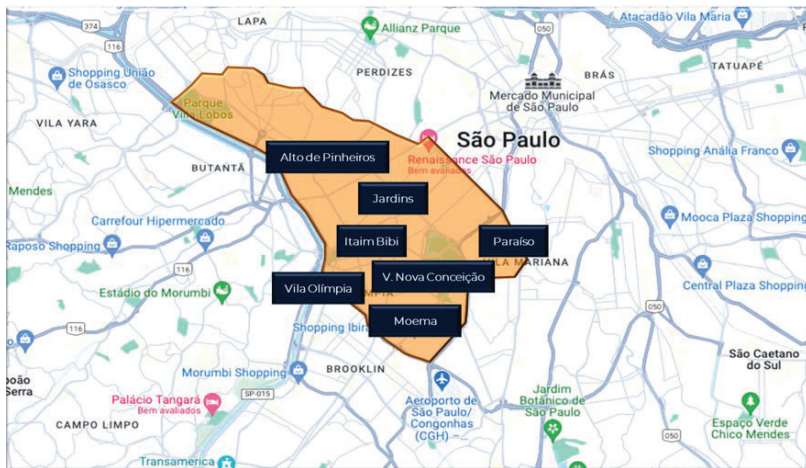 LAPA
Allianz Parque
Atacadão Vila Maria
374
116
050
PERDIZES
TATUAPÉ
Shopping União
de Osasco
BRÁS
Mercado Municipal
de São Paulo
Parque
Villa-Lobos
VILA YARA
São Paulo
Renaissance São Paulo
Bem avaliados
Shopping Anália Franco
BUTANTÃ
Alto de Pinheiros
Mendes
Jardins
Carrefour Hipermercado
Mooca Plaza Shopping
Raposo Shopping
Itaim Bibi
Paraíso
VILA MARIANA
V. Nova Conceição
Estádio do Morumbi
Vila Olímpia
Central Plaza Shopping
Moema
050
116
Shopping Ibira
BROOKLIN
São Caetano
do Sul
Morumbi Shopping
João
Serra
SP-015
Palácio Tangará
Bem avaliados
Aeroporto de
São Paulo/
Congonhas
(CGH) –...
Jardim
Botânico de
São Paulo
CAMPO LIMPO
050
Espaço Verde
Chico Mendes
Transamerica